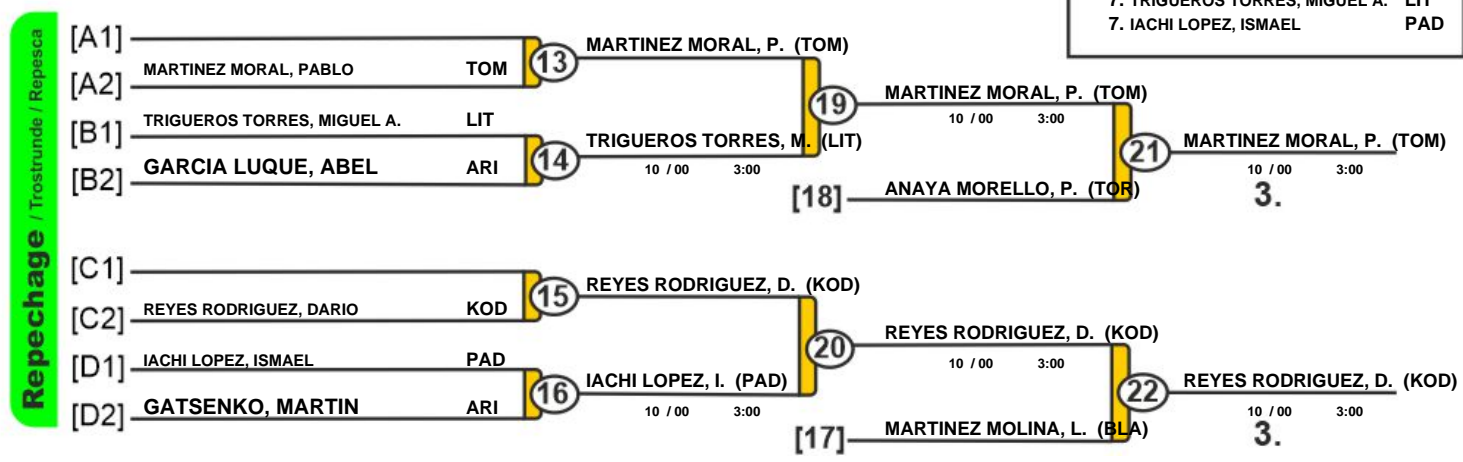 7. TRIGUEROS TORRES, MIGUEL A. LIT
7. IACHI LOPEZ, ISMAEL PAD
Repechage / Trostrunde / Repesca
[A1]
[A2] MARTINEZ MORAL, PABLO TOM
13 MARTINEZ MORAL, P. (TOM)
[B1] TRIGUEROS TORRES, MIGUEL A. LIT
[B2] GARCIA LUQUE, ABEL ARI
14 TRIGUEROS TORRES, M. (LIT)
10 / 00 3:00
19 MARTINEZ MORAL, P. (TOM)
10 / 00 3:00
[18] ANAYA MORELLO, P. (TOR)
21 MARTINEZ MORAL, P. (TOM)
10 / 00 3:00
3.
[C1]
[C2] REYES RODRIGUEZ, DARIO KOD
15 REYES RODRIGUEZ, D. (KOD)
[D1] IACHI LOPEZ, ISMAEL PAD
[D2] GATSENKO, MARTIN ARI
16 IACHI LOPEZ, I. (PAD)
10 / 00 3:00
20 REYES RODRIGUEZ, D. (KOD)
10 / 00 3:00
[17] MARTINEZ MOLINA, L. (BLA)
22 REYES RODRIGUEZ, D. (KOD)
10 / 00 3:00
3.